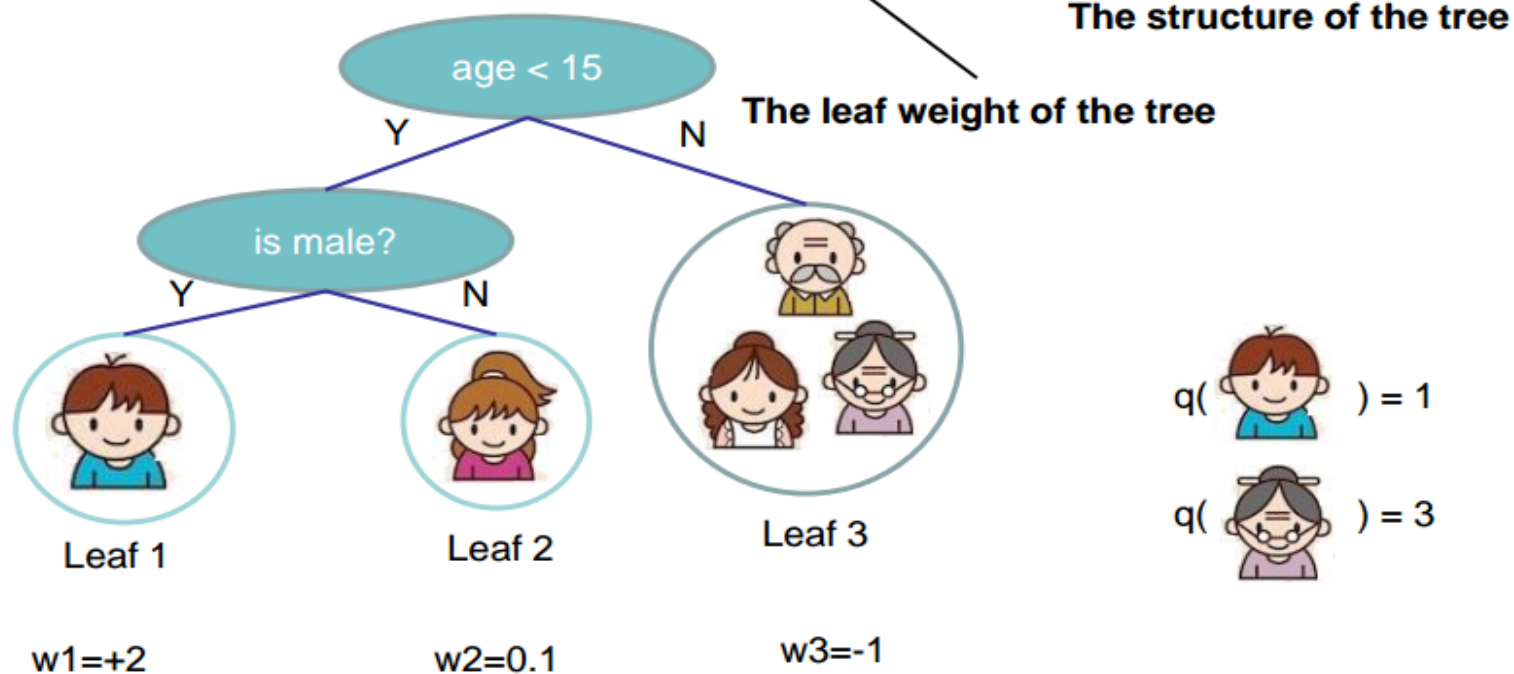 The structure of the tree
age < 15
The leaf weight of the tree
Y
N
is male?
Y
N
q( ) = 1
q( ) = 3
Leaf 1
Leaf 2
Leaf 3
w1=+2
w2=0.1
w3=-1